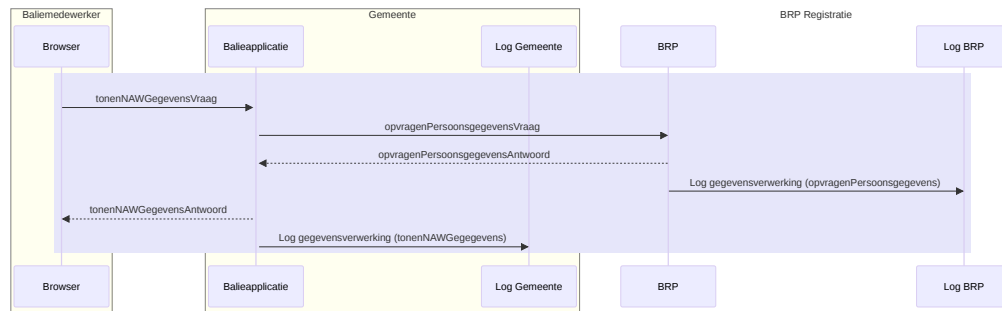 Baliemedewerker
Gemeente
BRP Registratie
Browser
Balieapplicatie
Log Gemeente
BRP
Log BRP
tonenNAWGegevensVraag
opvragenPersoonsgegevensVraag
opvragenPersoonsgegevensAntwoord
Log gegevensverwerking (opvragenPersoonsgegevens)
tonenNAWGegevensAntwoord
Log gegevensverwerking (tonenNAWGegegevens)
Browser
Balieapplicatie
Log Gemeente
BRP
Log BRP